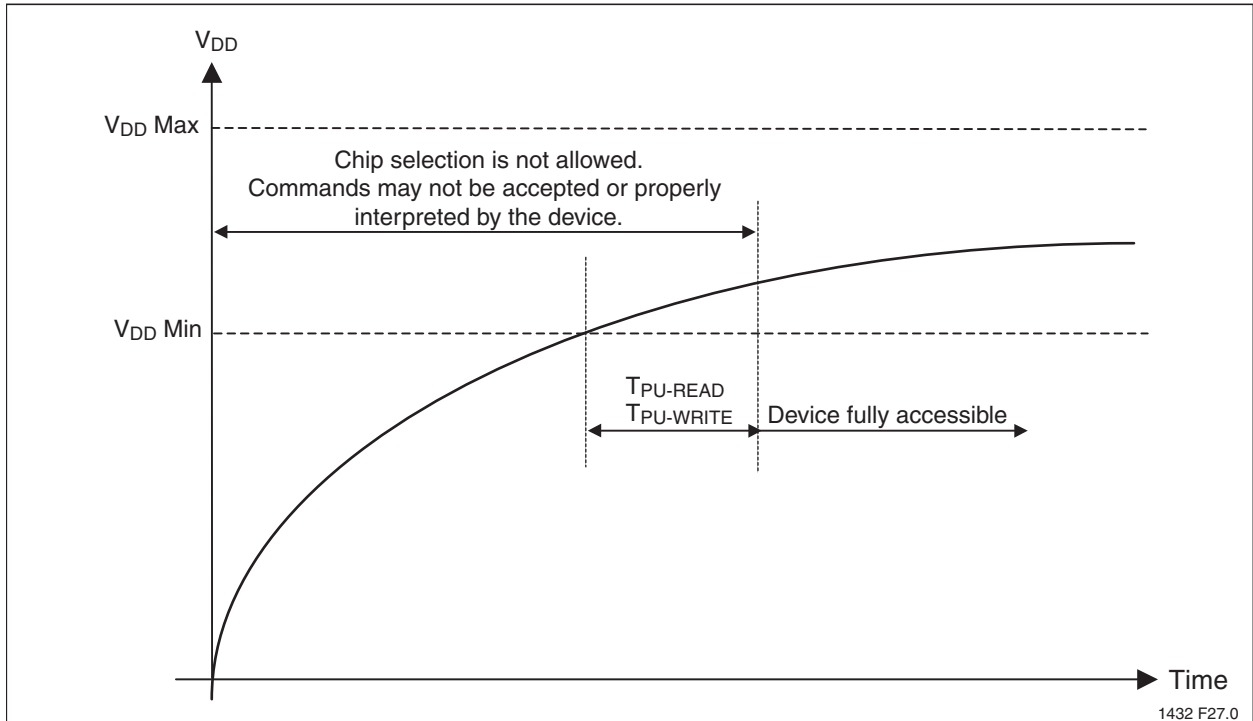 VDD
VDD Max
Chip selection is not allowed.
Commands may not be accepted or properly
interpreted by the device.
VDD Min
TPU-READ
TPU-WRITE
Device fully accessible
Time
1432 F27.0